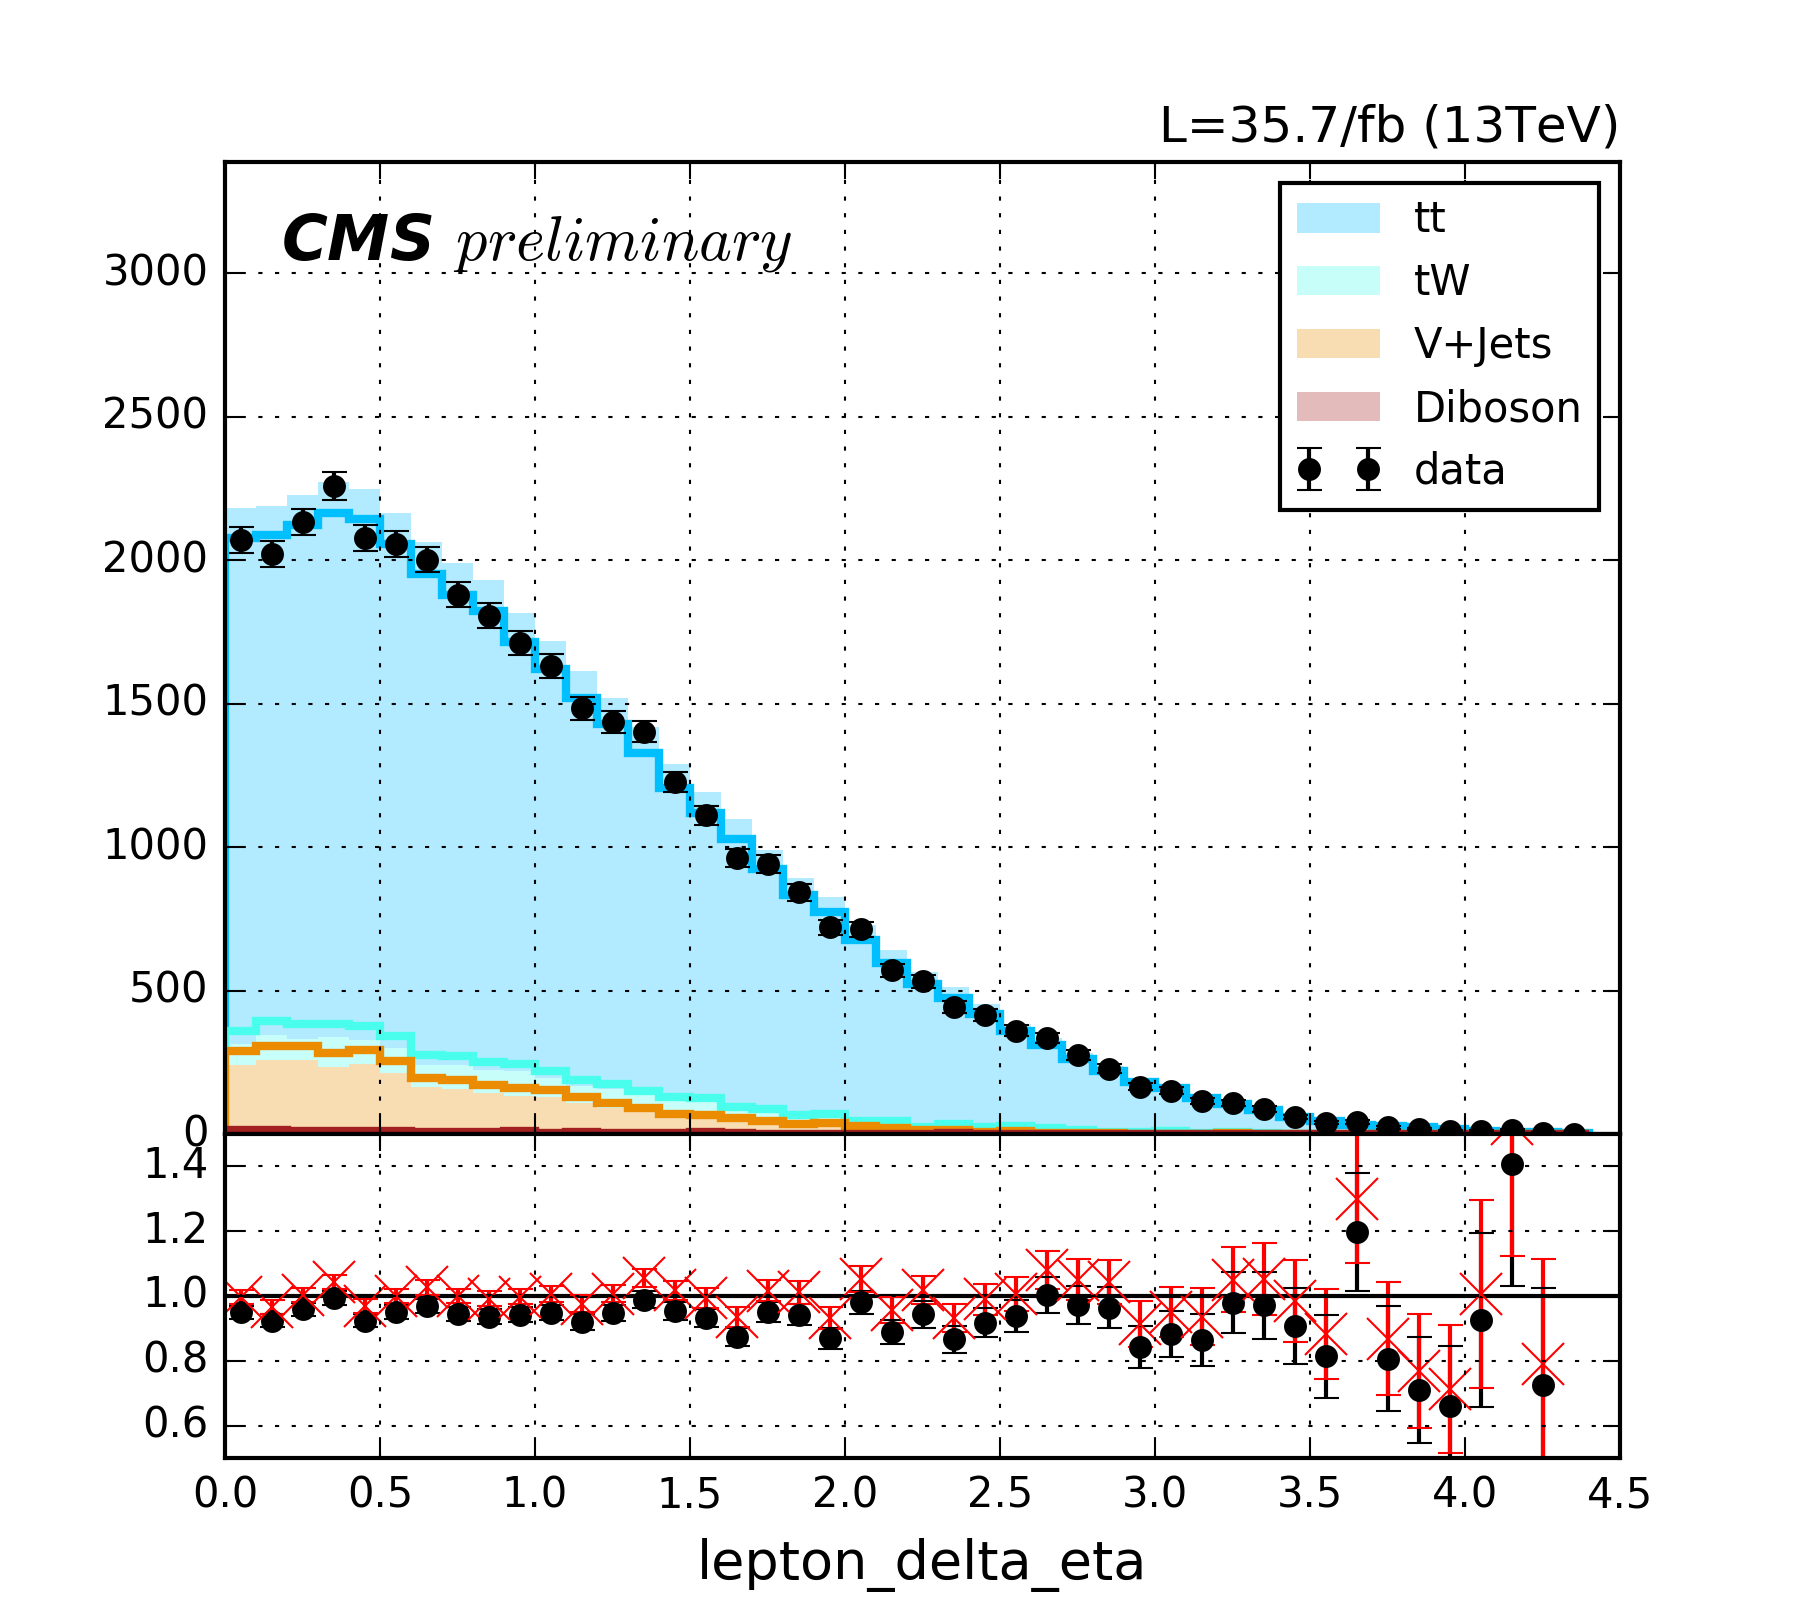 L=35.7/fb (13TeV)
CMS preliminary
tt
tW
V+Jets
Diboson
data
3000
2500
2000
1500
1000
500
0
1.4
1.2
1.0
0.8
0.6
0.0 0.5 1.0 1.5 2.0 2.5 3.0 3.5 4.0 4.5
lepton_delta_eta